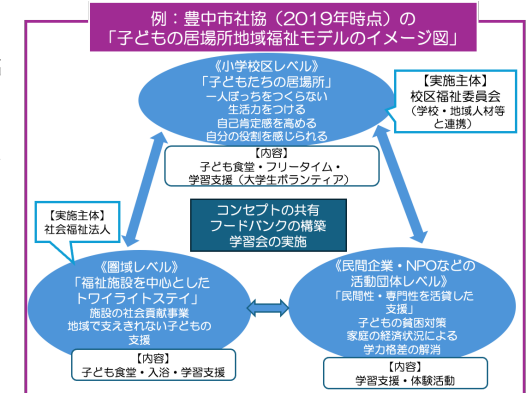 例：豊中市社協（2019年時点）の
「子どもの居場所地域福祉モデルのイメージ図」
《小学校区レベル》
「子どもたちの居場所」
一人ぼっちをつくらない
生活力をつける
自己肯定感を高める
自分の役割を感じられる
【内容】
子ども食堂・フリータイム・
学習支援（大学生ボランティア）
【実施主体】
校区福祉委員会
（学校・地域人材等
と連携）
【実施主体】
社会福祉法人
コンセプトの共有
フードバンクの構築
学習会の実施
《圏域レベル》
「福祉施設を中心とした
トワイライトステイ」
施設の社会貢献事業
地域で支えきれない子どもの
支援
【内容】
子ども食堂・入浴・学習支援
《民間企業・NPOなどの
活動団体レベル》
「民間性・専門性を活貸した
支援」
子どもの貧困対策
家庭の経済状況による
学力格差の解消
【内容】
学習支援・体験活動